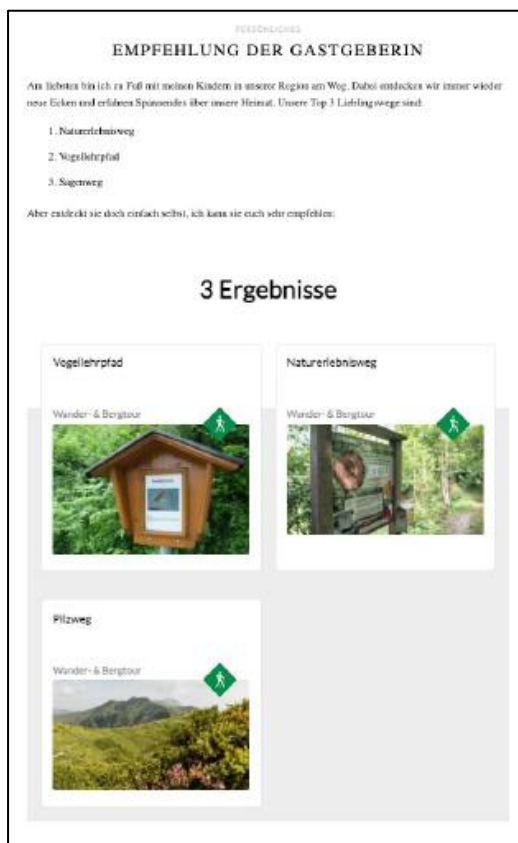 PERSÖNLICHES
EMPFEHLUNG DER GASTGEBERIN
Am liebsten bin ich zu Fuß mit meinen Kindern in unserer Region am Weg. Dabei entdecken wir immer wieder
neue Ecken und erfahren Spannendes über unsere Heimat. Unsere Top 3 Lieblingswege sind:
1. Naturerlebnisweg
2. Vogellehrpfad
3. Sagenweg
Aber entdeckt sie doch einfach selbst, ich kann sie euch sehr empfehlen:
3 Ergebnisse
Vogellehrpfad
Wander- & Bergtour
Naturerlebnisweg
Wander- & Bergtour
Pilzweg
Wander- & Bergtour